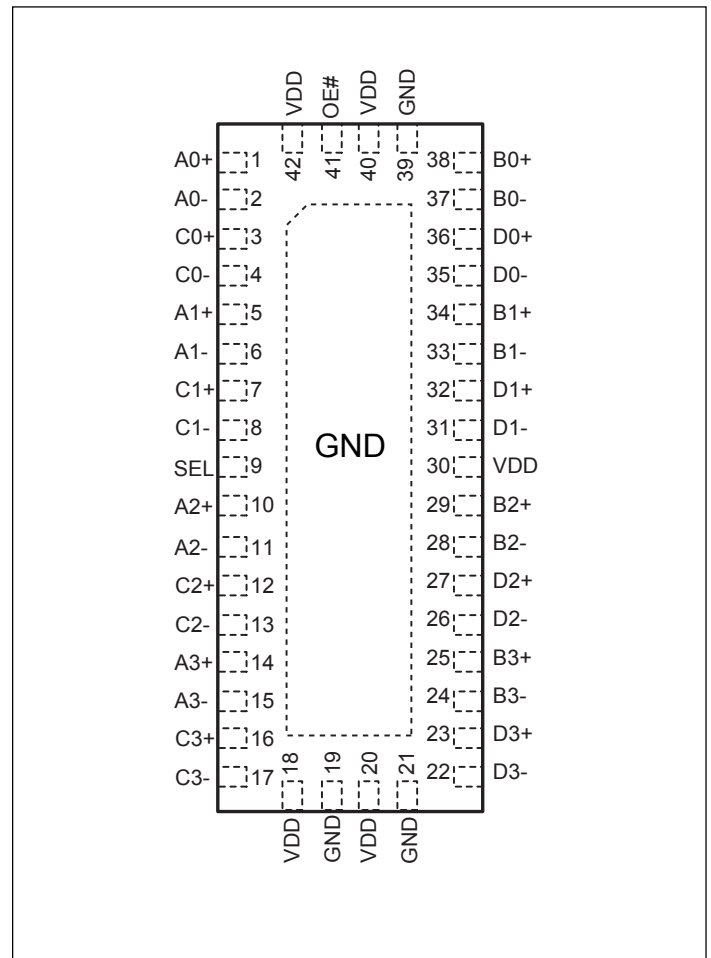 VDD OE# VDD GND
42 41 40 39
A0+ 1 38 B0+
A0- 2 37 B0-
C0+ 3 36 D0+
C0- 4 35 D0-
A1+ 5 34 B1+
A1- 6 33 B1-
C1+ 7 32 D1+
C1- 8 31 D1-
GND
SEL 9 30 VDD
A2+ 10 29 B2+
A2- 11 28 B2-
C2+ 12 27 D2+
C2- 13 26 D2-
A3+ 14 25 B3+
A3- 15 24 B3-
C3+ 16 23 D3+
C3- 17 22 D3-
18 19 20 21
VDD GND VDD GND